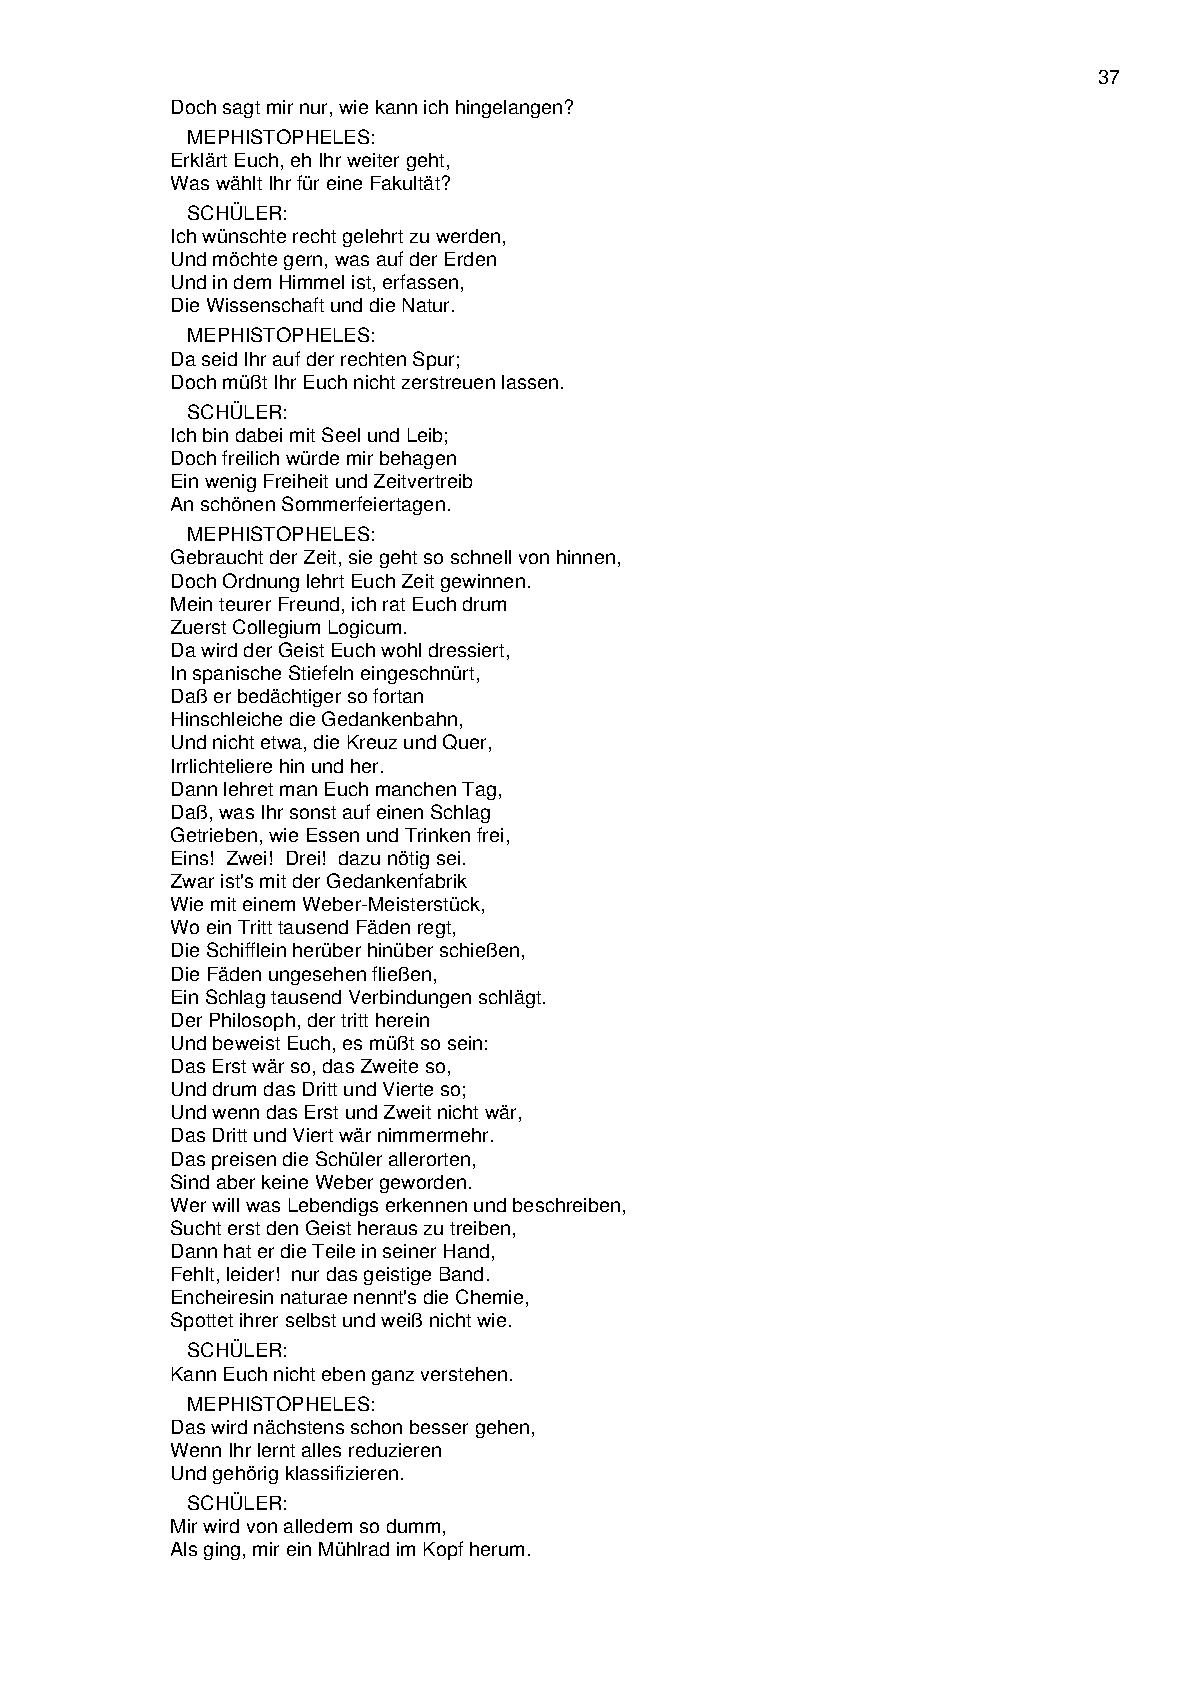 37
Doch sagt mir nur, wie kann ich hingelangen?
MEPHISTOPHELES:
Erklärt Euch, eh Ihr weiter geht,
Was wählt Ihr für eine Fakultät?
SCHÜLER:
Ich wünschte recht gelehrt zu werden,
Und möchte gern, was auf der Erden
Und in dem Himmel ist, erfassen,
Die Wissenschaft und die Natur.
MEPHISTOPHELES:
Da seid Ihr auf der rechten Spur;
Doch müßt Ihr Euch nicht zerstreuen lassen.
SCHÜLER:
Ich bin dabei mit Seel und Leib;
Doch freilich würde mir behagen
Ein wenig Freiheit und Zeitvertreib
An schönen Sommerfeiertagen.
MEPHISTOPHELES:
Gebraucht der Zeit, sie geht so schnell von hinnen,
Doch Ordnung lehrt Euch Zeit gewinnen.
Mein teurer Freund, ich rat Euch drum
Zuerst Collegium Logicum.
Da wird der Geist Euch wohl dressiert,
In spanische Stiefeln eingeschnürt,
Daß er bedächtiger so fortan
Hinschleiche die Gedankenbahn,
Und nicht etwa, die Kreuz und Quer,
Irrlichteliere hin und her.
Dann lehret man Euch manchen Tag,
Daß, was Ihr sonst auf einen Schlag
Getrieben, wie Essen und Trinken frei,
Eins!  Zwei!  Drei!  dazu nötig sei.
Zwar ist's mit der Gedankenfabrik
Wie mit einem Weber-Meisterstück,
Wo ein Tritt tausend Fäden regt,
Die Schifflein herüber hinüber schießen,
Die Fäden ungesehen fließen,
Ein Schlag tausend Verbindungen schlägt.
Der Philosoph, der tritt herein
Und beweist Euch, es müßt so sein:
Das Erst wär so, das Zweite so,
Und drum das Dritt und Vierte so;
Und wenn das Erst und Zweit nicht wär,
Das Dritt und Viert wär nimmermehr.
Das preisen die Schüler allerorten,
Sind aber keine Weber geworden.
Wer will was Lebendigs erkennen und beschreiben,
Sucht erst den Geist heraus zu treiben,
Dann hat er die Teile in seiner Hand,
Fehlt, leider!  nur das geistige Band.
Encheiresin naturae nennt's die Chemie,
Spottet ihrer selbst und weiß nicht wie.
SCHÜLER:
Kann Euch nicht eben ganz verstehen.
MEPHISTOPHELES:
Das wird nächstens schon besser gehen,
Wenn Ihr lernt alles reduzieren
Und gehörig klassifizieren.
SCHÜLER:
Mir wird von alledem so dumm,
Als ging, mir ein Mühlrad im Kopf herum.